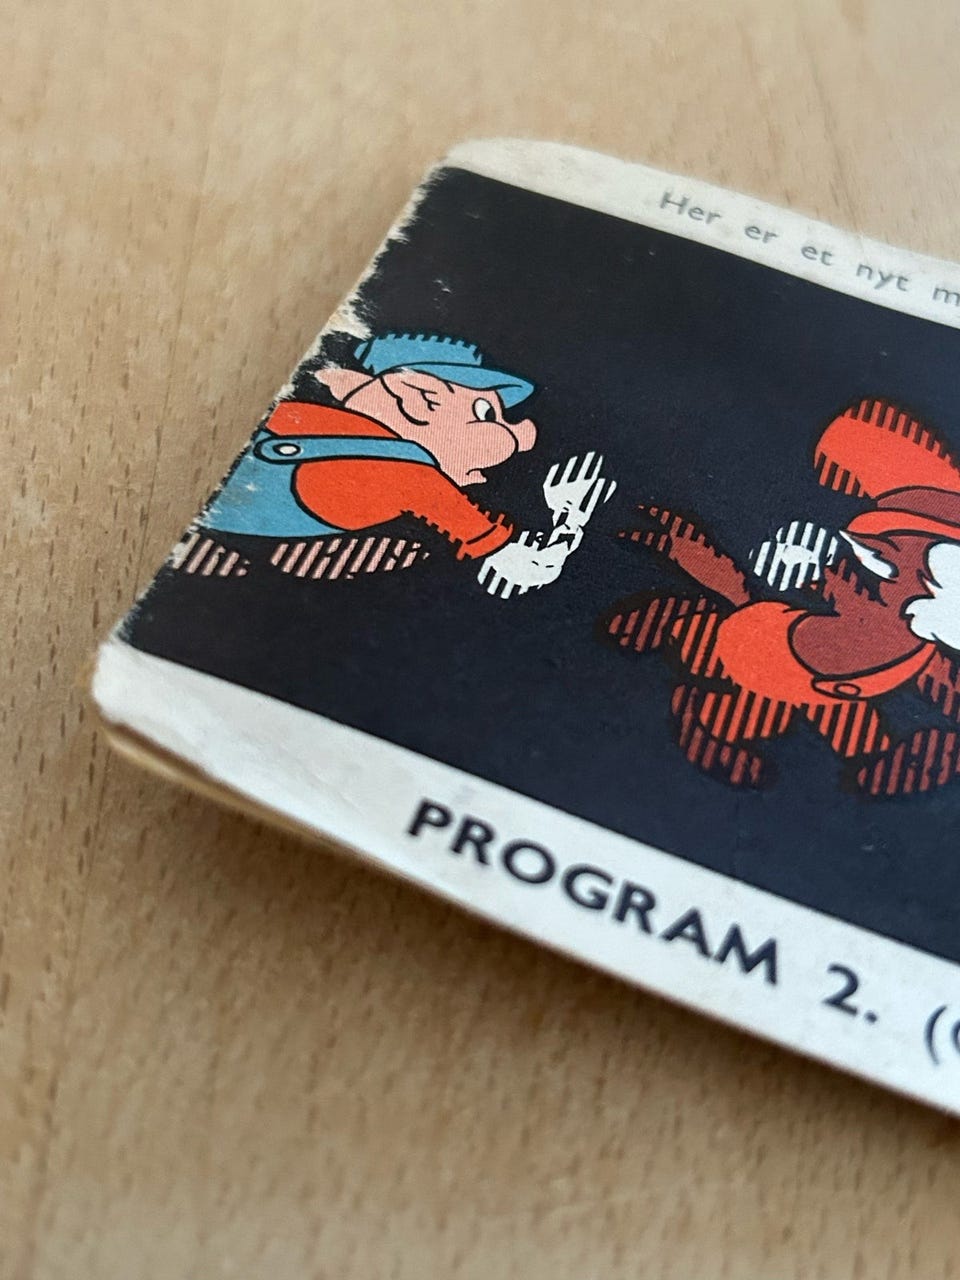 Her er et nyt m
PROGRAM 2. (